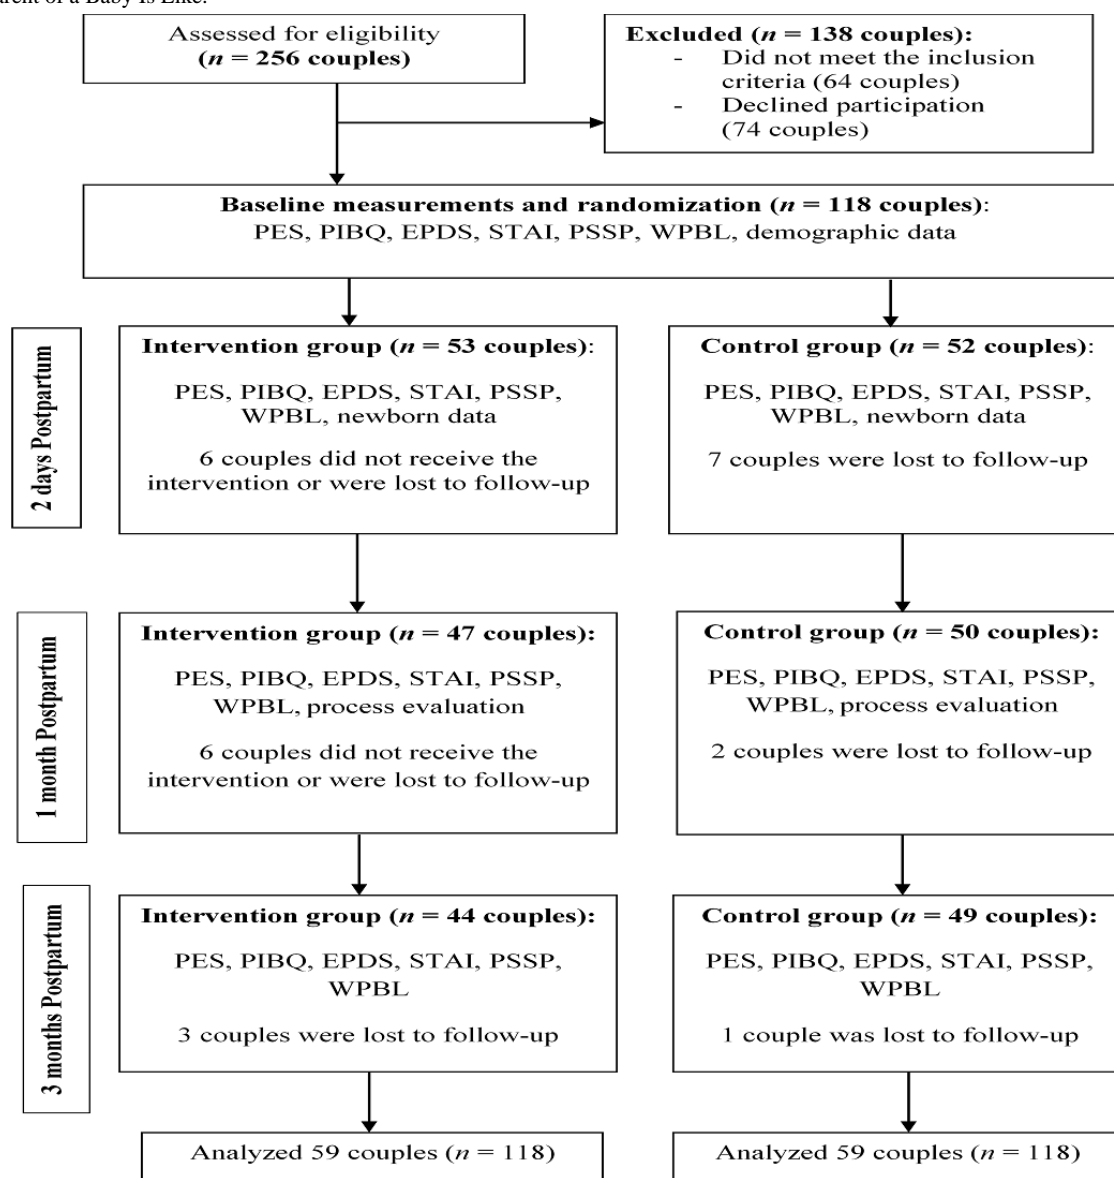 arent of a Baby Is Like.
Assessed for eligibility
(n = 256 couples)
Excluded (n = 138 couples):
- Did not meet the inclusion
criteria (64 couples)
- Declined participation
(74 couples)
Baseline measurements and randomization (n = 118 couples):
PES, PIBQ, EPDS, STAI, PSSP, WPBL, demographic data
2 days Postpartum
Intervention group (n = 53 couples):
PES, PIBQ, EPDS, STAI, PSSP,
WPBL, newborn data
6 couples did not receive the
intervention or were lost to follow-up
Control group (n = 52 couples):
PES, PIBQ, EPDS, STAI, PSSP,
WPBL, newborn data
7 couples were lost to follow-up
1 month Postpartum
Intervention group (n = 47 couples):
PES, PIBQ, EPDS, STAI, PSSP,
WPBL, process evaluation
6 couples did not receive the
intervention or were lost to follow-up
Control group (n = 50 couples):
PES, PIBQ, EPDS, STAI, PSSP,
WPBL, process evaluation
2 couples were lost to follow-up
3 months Postpartum
Intervention group (n = 44 couples):
PES, PIBQ, EPDS, STAI, PSSP,
WPBL
3 couples were lost to follow-up
Control group (n = 49 couples):
PES, PIBQ, EPDS, STAI, PSSP,
WPBL
1 couple was lost to follow-up
Analyzed 59 couples (n = 118)
Analyzed 59 couples (n = 118)